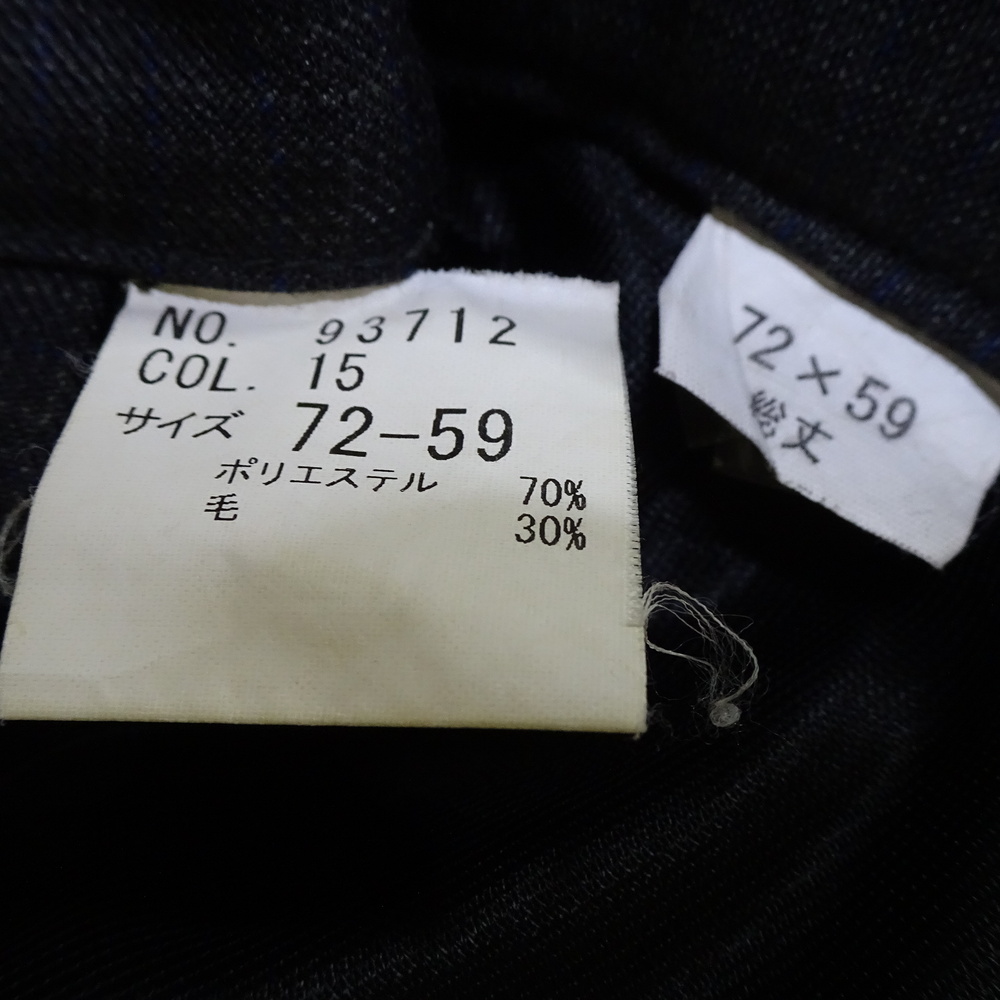 NO. 93712
COL. 15
サイズ 72-59
ポリエステル 70%
毛 30%
72×59
総丈